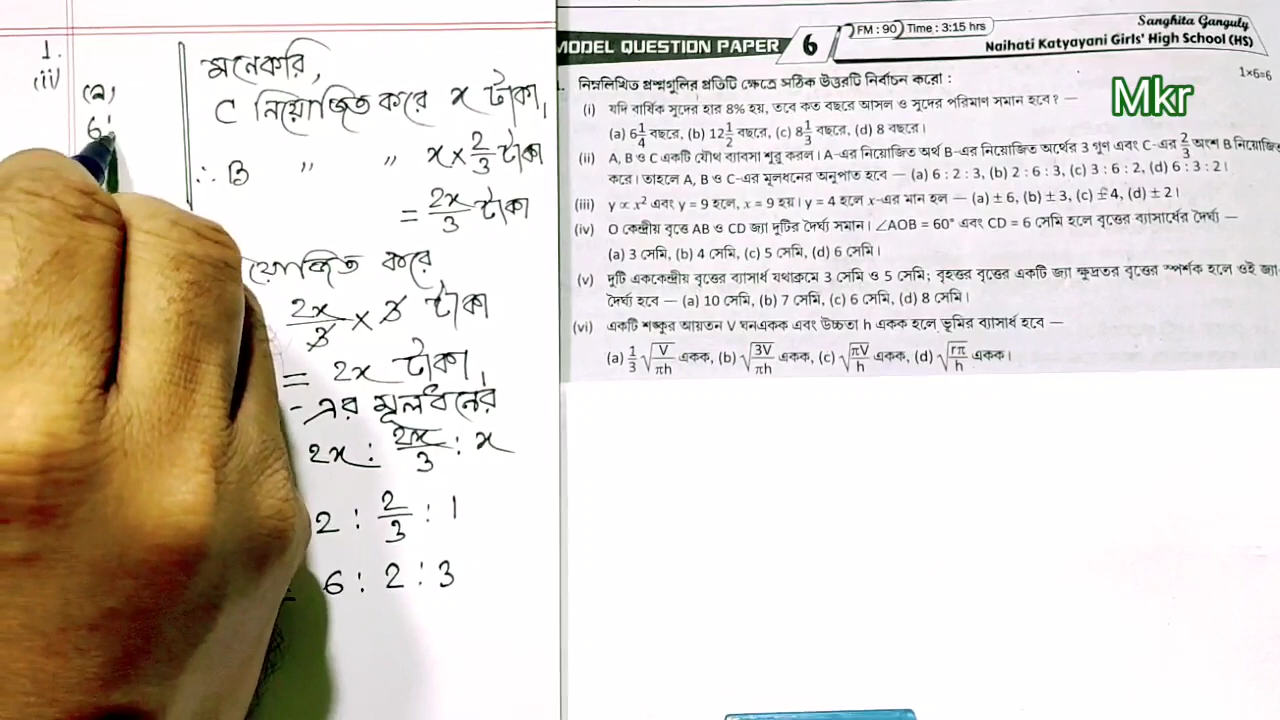 1.
(ii)
(a)
6:
মনেকরি,
C নিয়োজিত করে x টাকা,
∴ B " " x × 2/3 টাকা
= 2x/3 টাকা
য়োজিত করে
2x/3 × 3 টাকা
= 2x টাকা,
-এর মূলধনের
2x : 2x/3 : x
2 : 2/3 : 1
= 6 : 2 : 3
MODEL QUESTION PAPER 6 FM : 90 Time : 3:15 hrs
Sanghita Ganguly
Naihati Katyayani Girls' High School (HS)
Mkr
. নিম্নলিখিত প্রশ্নগুলির প্রতিটি ক্ষেত্রে সঠিক উত্তরটি নির্বাচন করো : 1×6=6
(i) যদি বার্ষিক সুদের হার 8% হয়, তবে কত বছরে আসল ও সুদের পরিমাণ সমান হবে ? —
(a) 6 1/4 বছরে, (b) 12 1/2 বছরে, (c) 8 1/3 বছরে, (d) 8 বছরে।
(ii) A, B ও C একটি যৌথ ব্যাবসা শুরু করল। A-এর নিয়োজিত অর্থ B-এর নিয়োজিত অর্থের 3 গুণ এবং C-এর 2/3 অংশ B নিয়োজিত
করে। তাহলে A, B ও C-এর মূলধনের অনুপাত হবে — (a) 6 : 2 : 3, (b) 2 : 6 : 3, (c) 3 : 6 : 2, (d) 6 : 3 : 2।
(iii) y ∝ x² এবং y = 9 হলে, x = 9 হয়। y = 4 হলে x-এর মান হল — (a) ± 6, (b) ± 3, (c) ± 4, (d) ± 2।
(iv) O কেন্দ্রীয় বৃত্তে AB ও CD জ্যা দুটির দৈর্ঘ্য সমান। ∠AOB = 60° এবং CD = 6 সেমি হলে বৃত্তের ব্যাসার্ধের দৈর্ঘ্য —
(a) 3 সেমি, (b) 4 সেমি, (c) 5 সেমি, (d) 6 সেমি।
(v) দুটি এককেন্দ্রীয় বৃত্তের ব্যাসার্ধ যথাক্রমে 3 সেমি ও 5 সেমি; বৃহত্তর বৃত্তের একটি জ্যা ক্ষুদ্রতর বৃত্তের স্পর্শক হলে ওই জ্যা-
দৈর্ঘ্য হবে — (a) 10 সেমি, (b) 7 সেমি, (c) 6 সেমি, (d) 8 সেমি।
(vi) একটি শঙ্কুর আয়তন V ঘনএকক এবং উচ্চতা h একক হলে ভূমির ব্যাসার্ধ হবে —
(a) 1/3 √(V/πh) একক, (b) √(3V/πh) একক, (c) √(πV/h) একক, (d) √(rπ/h) একক।